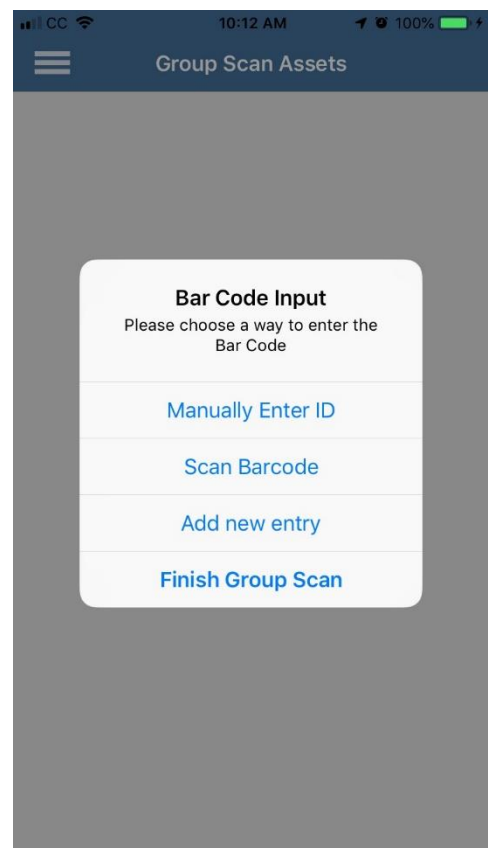 CC 10:12 AM 100%
Group Scan Assets
Bar Code Input
Please choose a way to enter the
Bar Code
Manually Enter ID
Scan Barcode
Add new entry
Finish Group Scan